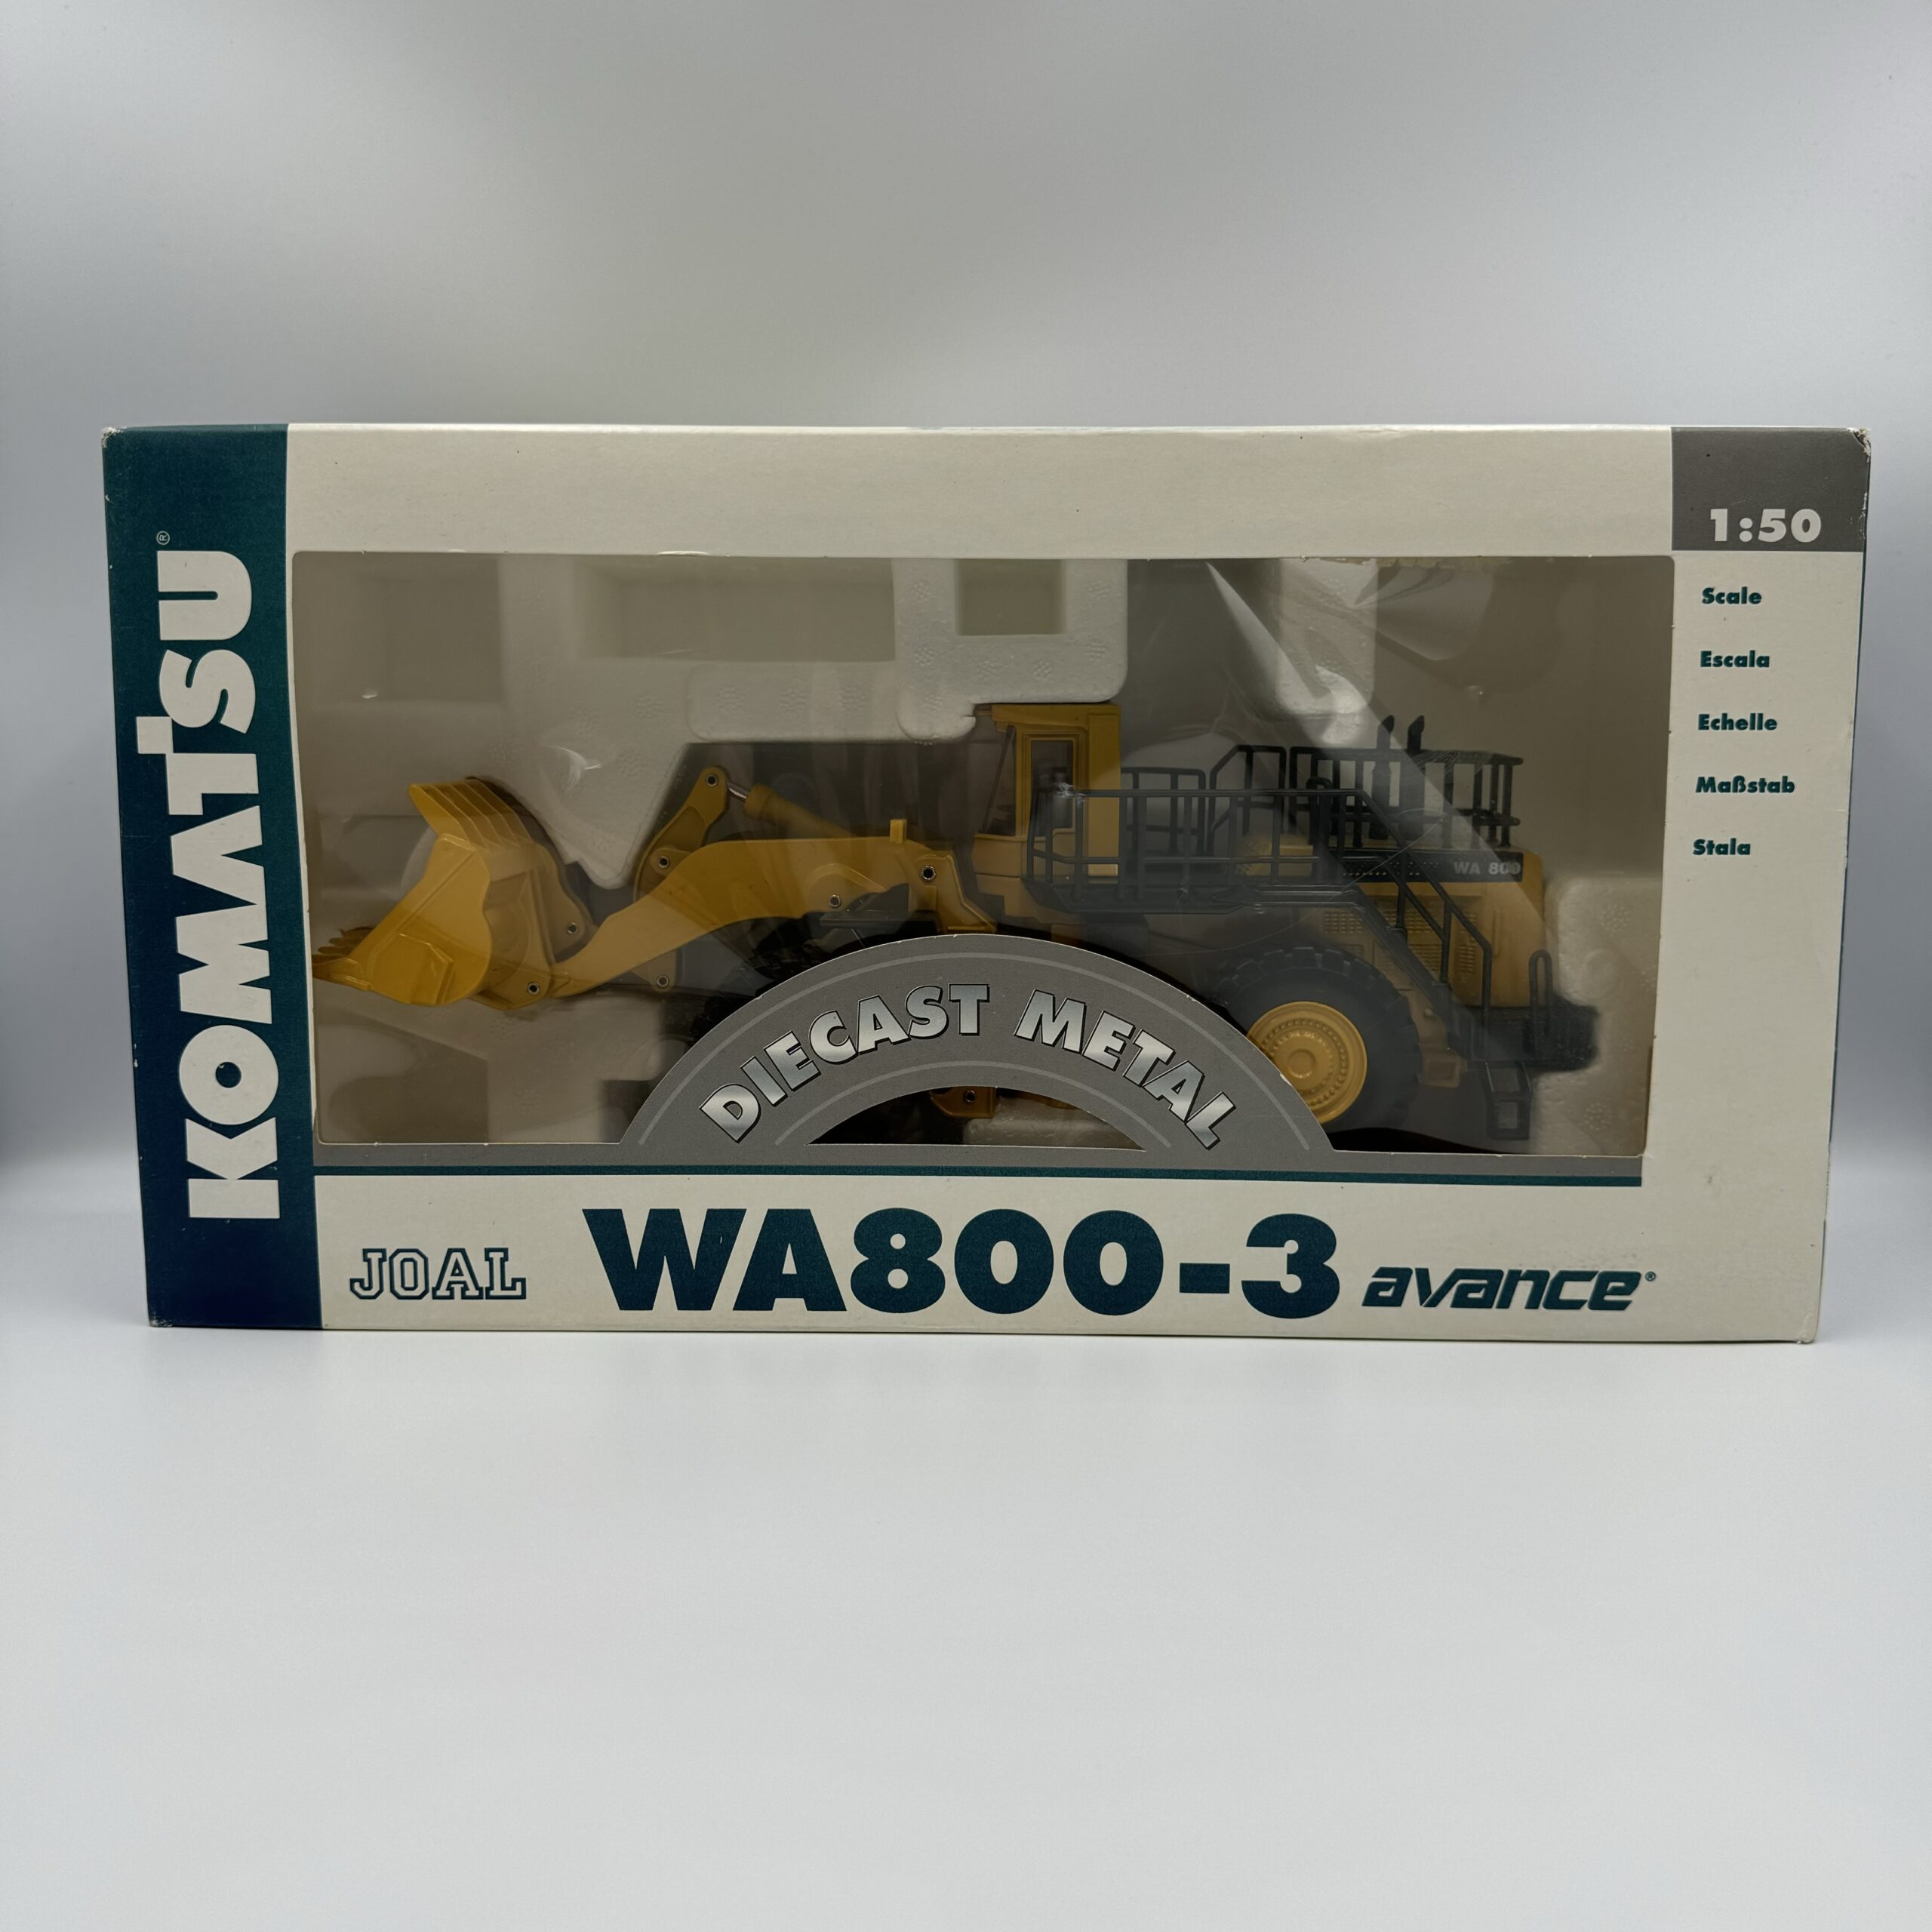 KOMATSU®
1:50
Scale
Escala
Echelle
Maßstab
Stala
WA 800
DIECAST METAL
JOAL
WA800-3 avance®